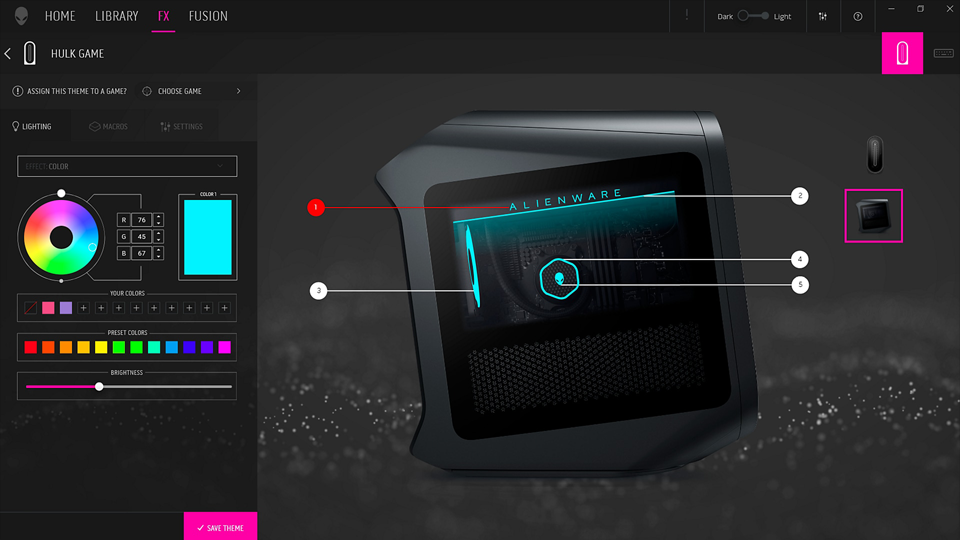 HOME LIBRARY FX FUSION
! Dark Light ?
HULK GAME
! ASSIGN THIS THEME TO A GAME? CHOOSE GAME
LIGHTING MACROS SETTINGS
EFFECT: COLOR
COLOR 1
R 76
G 45
B 67
YOUR COLORS
PRESET COLORS
BRIGHTNESS
SAVE THEME
ALIENWARE
1
2
3
4
5